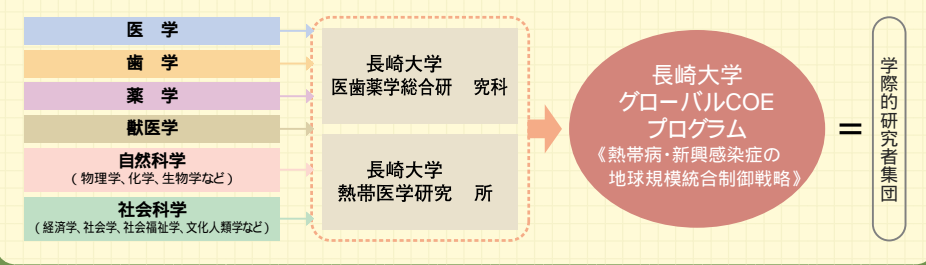 医　学
歯　学
薬　学
獣医学
自然科学
（物理学、化学、生物学など）
社会科学
（経済学、社会学、社会福祉学、文化人類学など）
長崎大学
医歯薬学総合研　究科
長崎大学
熱帯医学研究　所
長崎大学
グローバルCOE
プログラム
《熱帯病・新興感染症の
地球規模統合制御戦略》
＝
学際的研究者集団